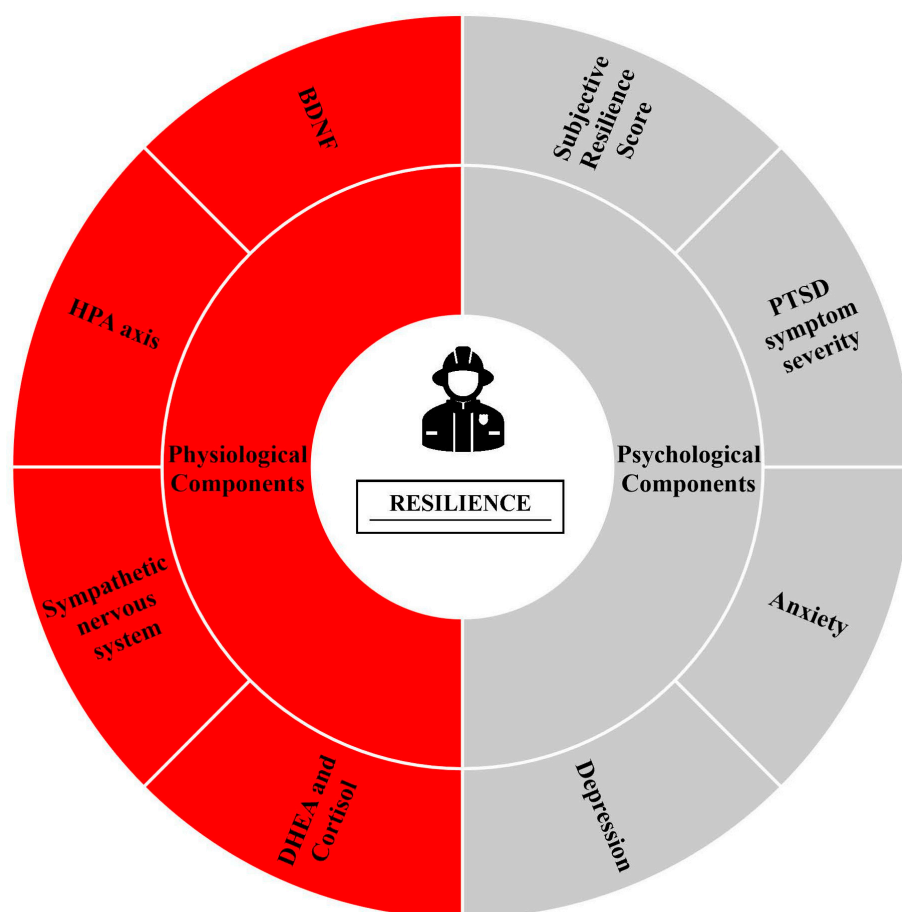 BDNF
Subjective
Resilience
Score
HPA axis
PTSD
symptom
severity
Physiological
Components
RESILIENCE
Psychological
Components
Sympathetic
nervous
system
Anxiety
DHEA and
Cortisol
Depression